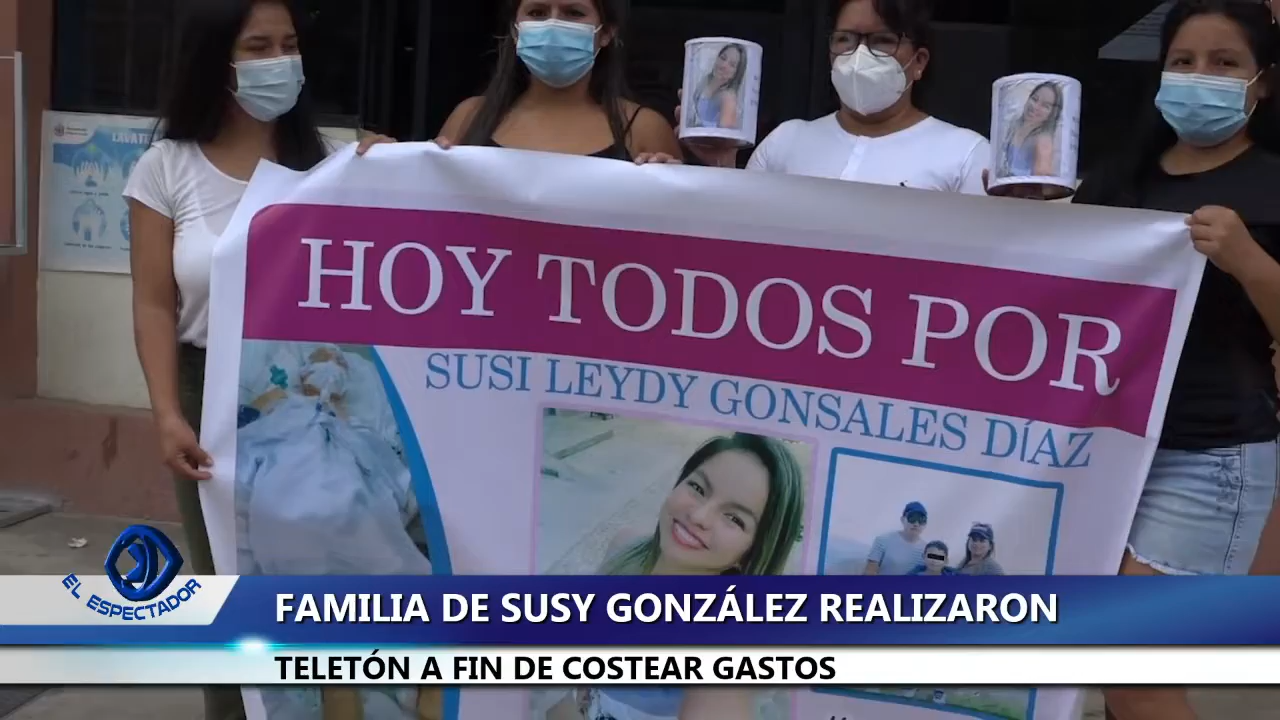 LAVATE
HOY TODOS POR
SUSI LEYDY GONSALES DÍAZ
EL ESPECTADOR
FAMILIA DE SUSY GONZÁLEZ REALIZARON
TELETÓN A FIN DE COSTEAR GASTOS